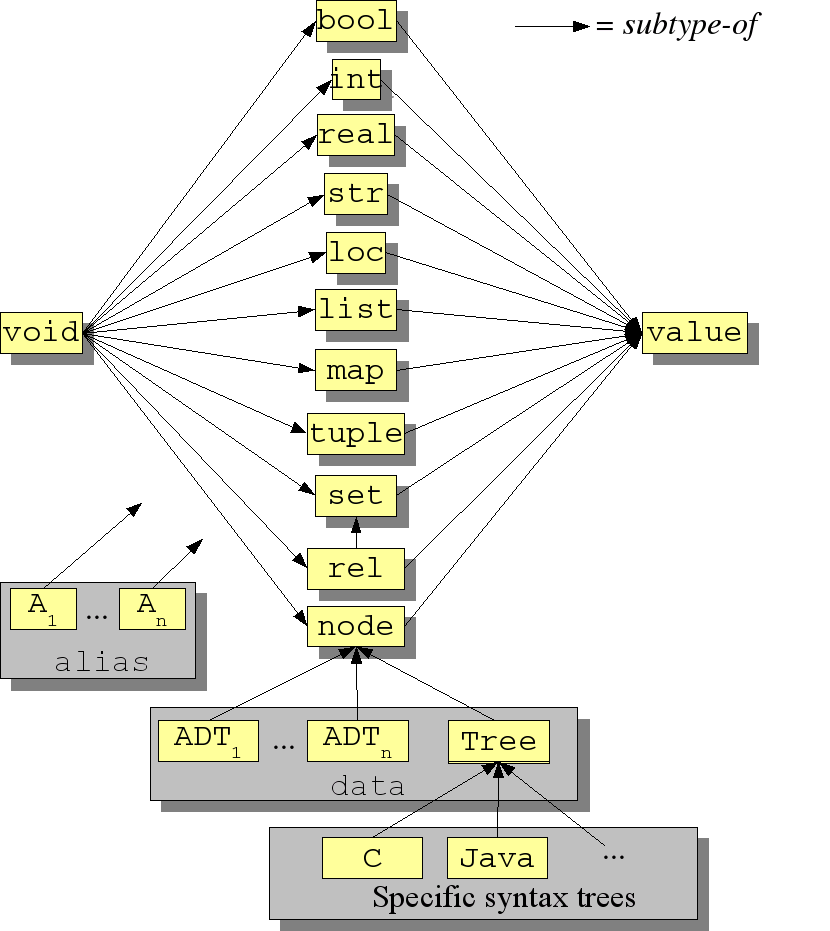 bool
= subtype-of
int
real
str
loc
list
void
value
map
tuple
set
rel
A1 ... An
node
alias
ADT1 ... ADTn
Tree
data
C
Java
...
Specific syntax trees